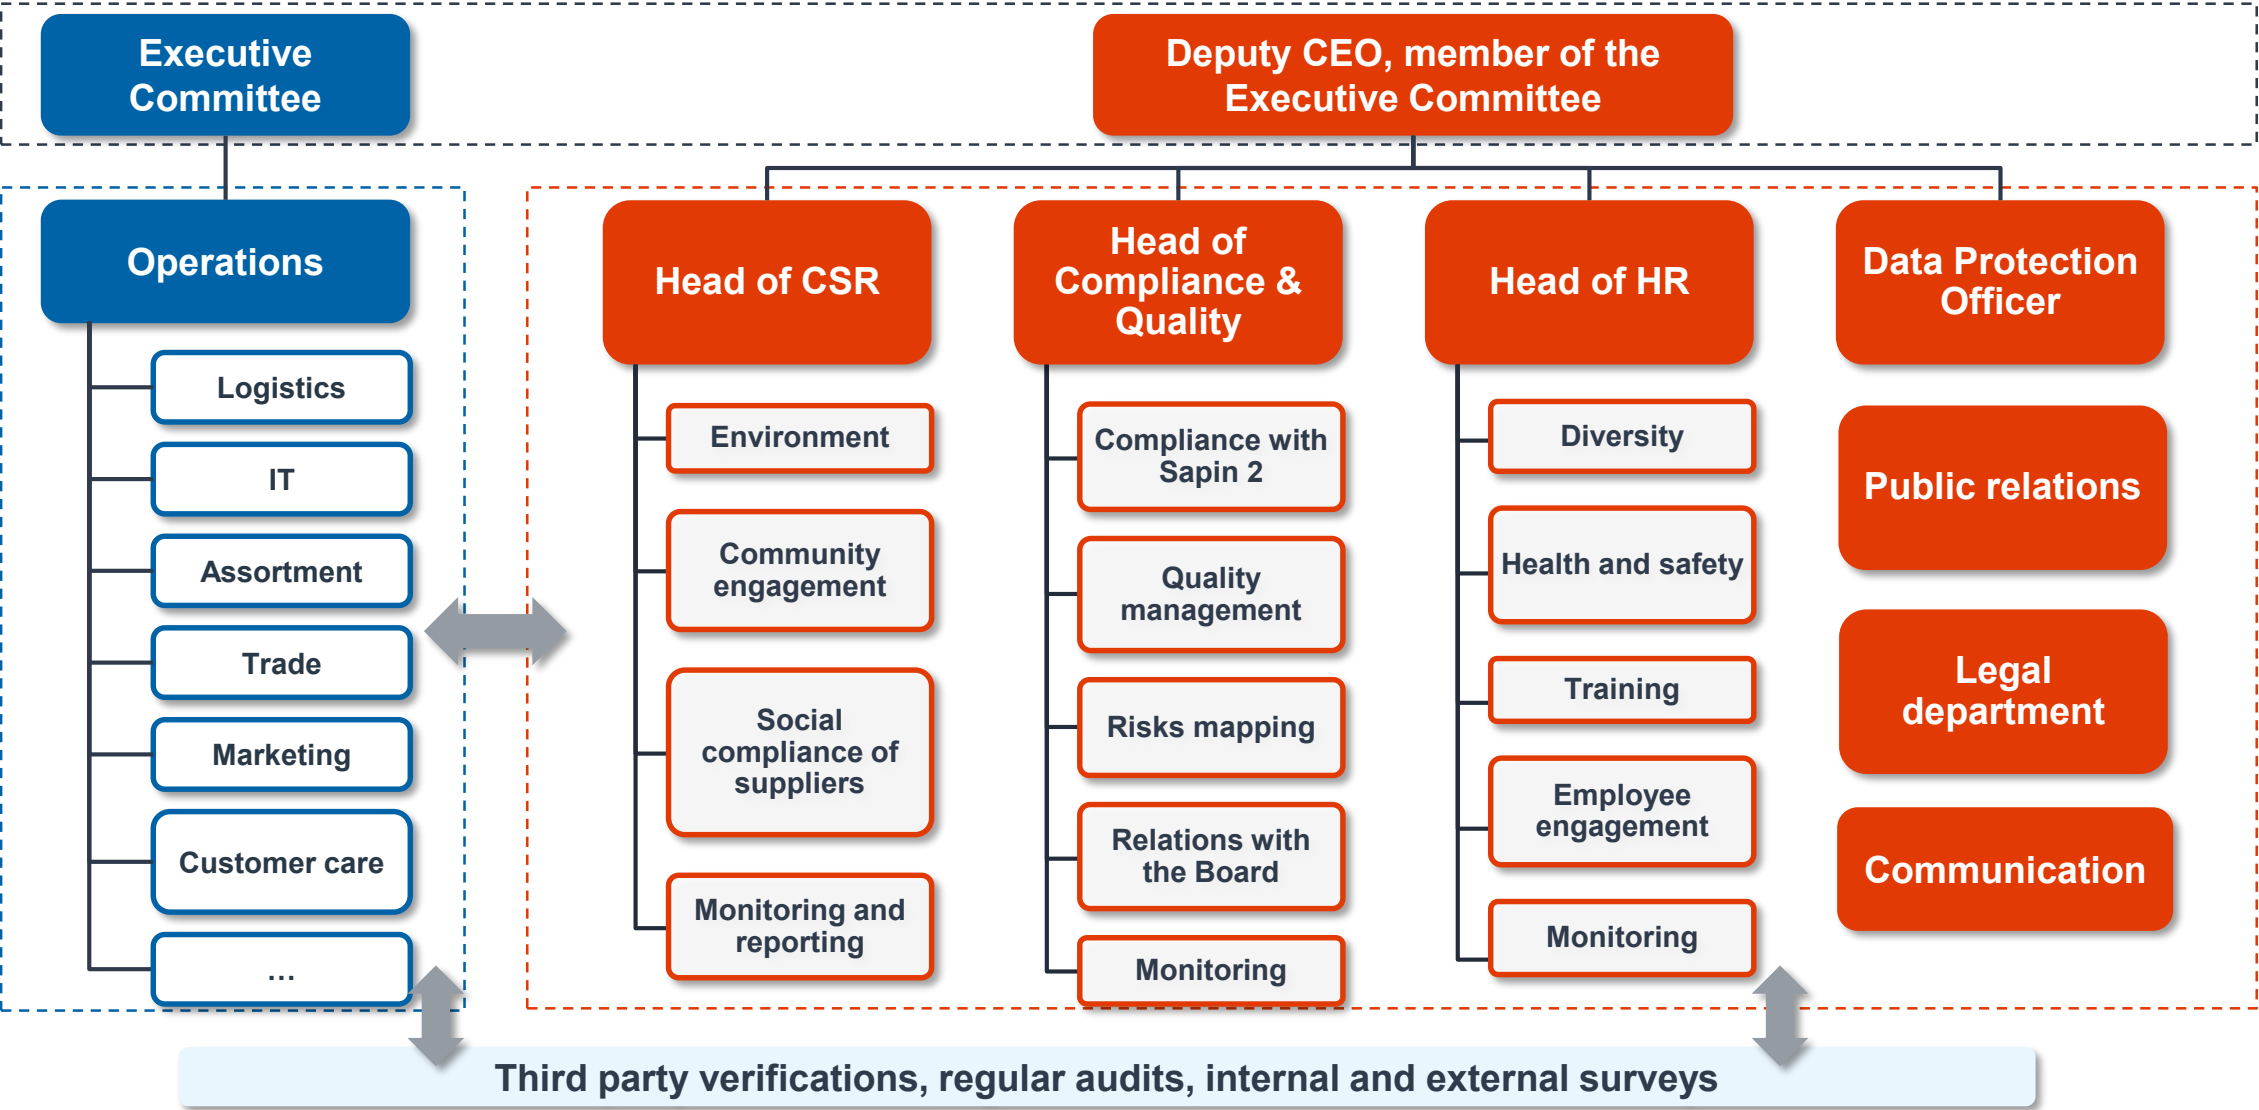 Executive
Committee
Deputy CEO, member of the
Executive Committee
Operations
Logistics
IT
Assortment
Trade
Marketing
Customer care
...
Head of CSR
Environment
Community
engagement
Social
compliance of
suppliers
Monitoring and
reporting
Head of
Compliance &
Quality
Compliance with
Sapin 2
Quality
management
Risks mapping
Relations with
the Board
Monitoring
Head of HR
Diversity
Health and safety
Training
Employee
engagement
Monitoring
Data Protection
Officer
Public relations
Legal
department
Communication
Third party verifications, regular audits, internal and external surveys